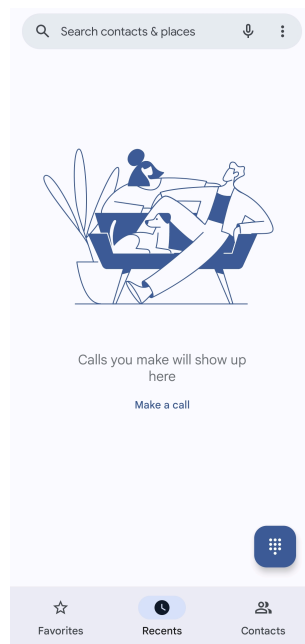 Search contacts & places
Calls you make will show up
here
Make a call
Favorites
Recents
Contacts